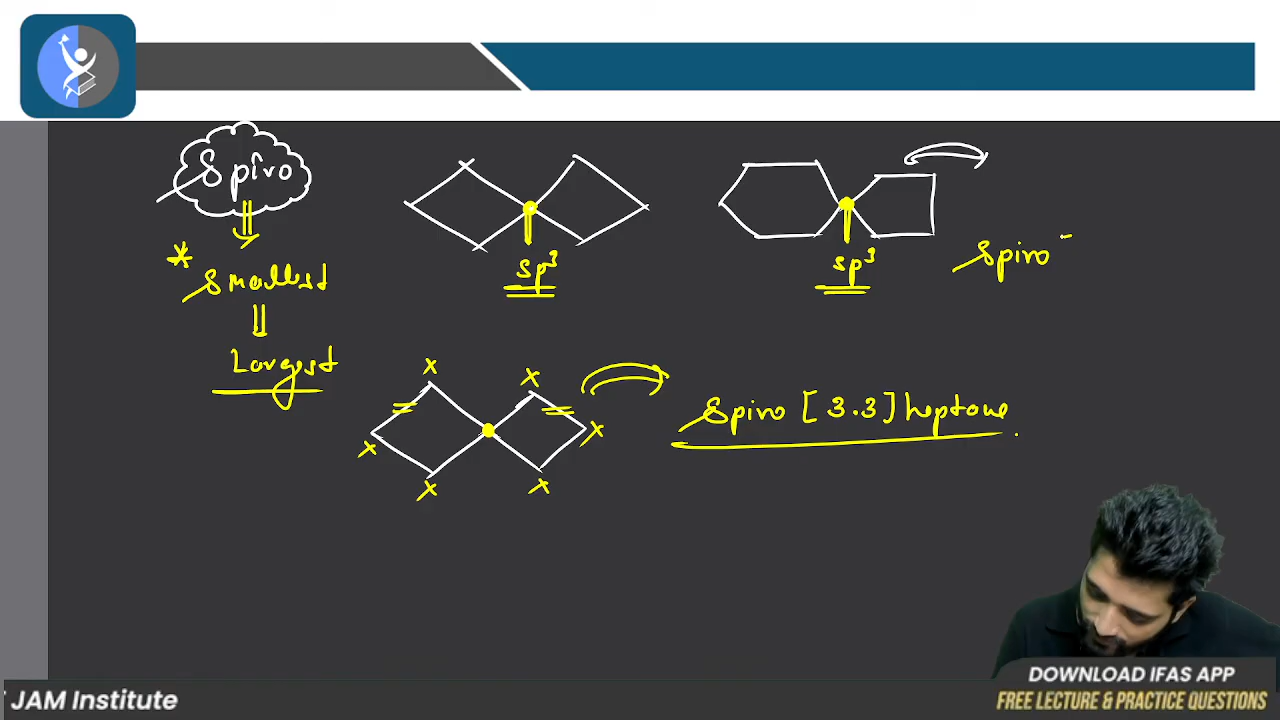 Spiro
* Smallest
Largest
sp³
sp³
Spiro
x x x x x x
Spiro [3.3]heptane
DOWNLOAD IFAS APP
FREE LECTURE & PRACTICE QUESTIONS
JAM Institute